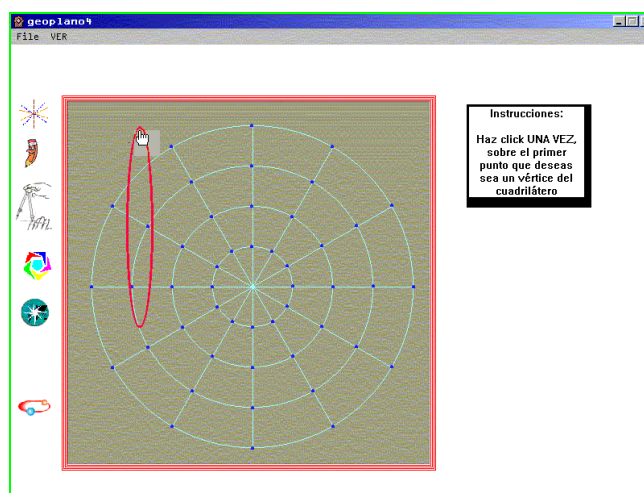 geoplano4
File VER
Instrucciones:
Haz click UNA VEZ,
sobre el primer
punto que deseas
sea un vértice del
cuadrilátero